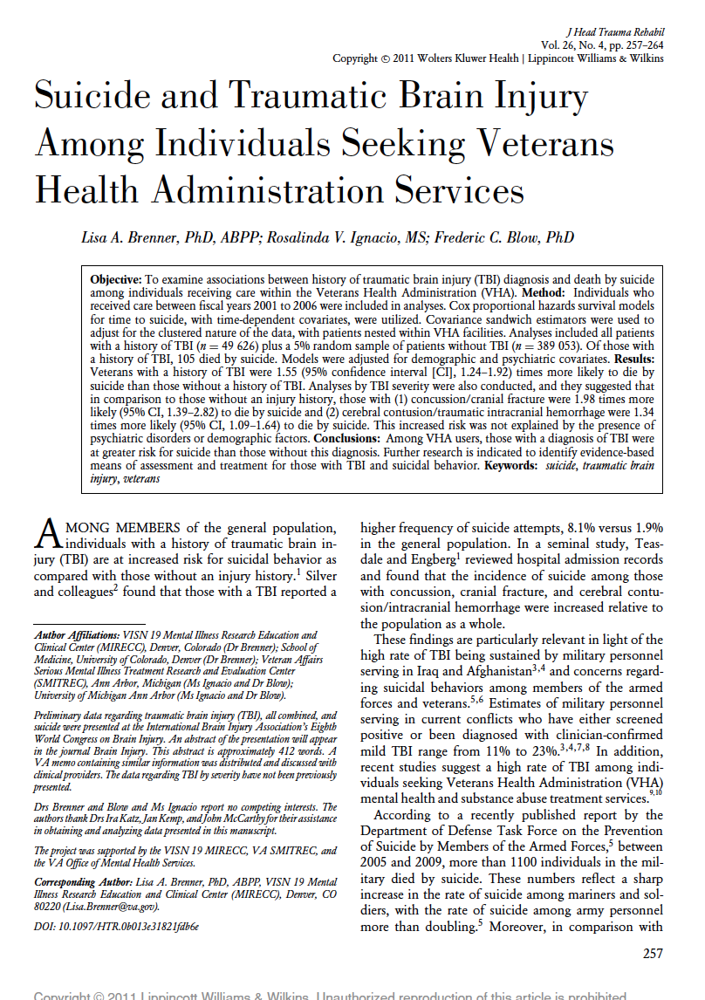 J Head Trauma Rehabil
Vol. 26, No. 4, pp. 257–264
Copyright © 2011 Wolters Kluwer Health | Lippincott Williams & Wilkins
Suicide and Traumatic Brain Injury
Among Individuals Seeking Veterans
Health Administration Services
Lisa A. Brenner, PhD, ABPP; Rosalinda V. Ignacio, MS; Frederic C. Blow, PhD
Objective: To examine associations between history of traumatic brain injury (TBI) diagnosis and death by suicide
among individuals receiving care within the Veterans Health Administration (VHA). Method: Individuals who
received care between fiscal years 2001 to 2006 were included in analyses. Cox proportional hazards survival models
for time to suicide, with time-dependent covariates, were utilized. Covariance sandwich estimators were used to
adjust for the clustered nature of the data, with patients nested within VHA facilities. Analyses included all patients
with a history of TBI (n = 49 626) plus a 5% random sample of patients without TBI (n = 389 053). Of those with
a history of TBI, 105 died by suicide. Models were adjusted for demographic and psychiatric covariates. Results:
Veterans with a history of TBI were 1.55 (95% confidence interval [CI], 1.24–1.92) times more likely to die by
suicide than those without a history of TBI. Analyses by TBI severity were also conducted, and they suggested that
in comparison to those without an injury history, those with (1) concussion/cranial fracture were 1.98 times more
likely (95% CI, 1.39–2.82) to die by suicide and (2) cerebral contusion/traumatic intracranial hemorrhage were 1.34
times more likely (95% CI, 1.09–1.64) to die by suicide. This increased risk was not explained by the presence of
psychiatric disorders or demographic factors. Conclusions: Among VHA users, those with a diagnosis of TBI were
at greater risk for suicide than those without this diagnosis. Further research is indicated to identify evidence-based
means of assessment and treatment for those with TBI and suicidal behavior. Keywords: suicide, traumatic brain
injury, veterans
AMONG MEMBERS of the general population,
individuals with a history of traumatic brain in-
jury (TBI) are at increased risk for suicidal behavior as
compared with those without an injury history.1 Silver
and colleagues2 found that those with a TBI reported a
Author Affiliations: VISN 19 Mental Illness Research Education and
Clinical Center (MIRECC), Denver, Colorado (Dr Brenner); School of
Medicine, University of Colorado, Denver (Dr Brenner); Veteran Affairs
Serious Mental Illness Treatment Research and Evaluation Center
(SMITREC), Ann Arbor, Michigan (Ms Ignacio and Dr Blow);
University of Michigan Ann Arbor (Ms Ignacio and Dr Blow).
Preliminary data regarding traumatic brain injury (TBI), all combined, and
suicide were presented at the International Brain Injury Association's Eighth
World Congress on Brain Injury. An abstract of the presentation will appear
in the journal Brain Injury. This abstract is approximately 412 words. A
VA memo containing similar information was distributed and discussed with
clinical providers. The data regarding TBI by severity have not been previously
presented.
Drs Brenner and Blow and Ms Ignacio report no competing interests. The
authors thank Drs Ira Katz, Jan Kemp, and John McCarthy for their assistance
in obtaining and analyzing data presented in this manuscript.
The project was supported by the VISN 19 MIRECC, VA SMITREC, and
the VA Office of Mental Health Services.
Corresponding Author: Lisa A. Brenner, PhD, ABPP, VISN 19 Mental
Illness Research Education and Clinical Center (MIRECC), Denver, CO
80220 (Lisa.Brenner@va.gov).
DOI: 10.1097/HTR.0b013e31821fdb6e
higher frequency of suicide attempts, 8.1% versus 1.9%
in the general population. In a seminal study, Teas-
dale and Engberg1 reviewed hospital admission records
and found that the incidence of suicide among those
with concussion, cranial fracture, and cerebral contu-
sion/intracranial hemorrhage were increased relative to
the population as a whole.
These findings are particularly relevant in light of the
high rate of TBI being sustained by military personnel
serving in Iraq and Afghanistan3,4 and concerns regard-
ing suicidal behaviors among members of the armed
forces and veterans.5,6 Estimates of military personnel
serving in current conflicts who have either screened
positive or been diagnosed with clinician-confirmed
mild TBI range from 11% to 23%.3,4,7,8 In addition,
recent studies suggest a high rate of TBI among indi-
viduals seeking Veterans Health Administration (VHA)
mental health and substance abuse treatment services.9,10
According to a recently published report by the
Department of Defense Task Force on the Prevention
of Suicide by Members of the Armed Forces,5 between
2005 and 2009, more than 1100 individuals in the mil-
itary died by suicide. These numbers reflect a sharp
increase in the rate of suicide among mariners and sol-
diers, with the rate of suicide among army personnel
more than doubling.5 Moreover, in comparison with
257
Copyright © 2011 Lippincott Williams & Wilkins. Unauthorized reproduction of this article is prohibited.